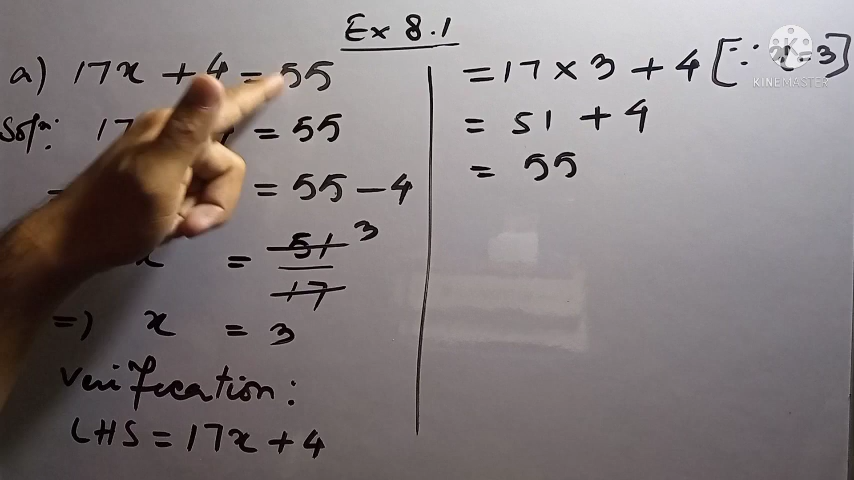 Ex 8.1
a) 17x + 4 = 55
Soln: 17 = 55
= 55 - 4
x = 51/17 3
=> x = 3
Verification:
LHS = 17x + 4
= 17 × 3 + 4 [∵ x = 3]
= 51 + 4
= 55
KINEMASTER